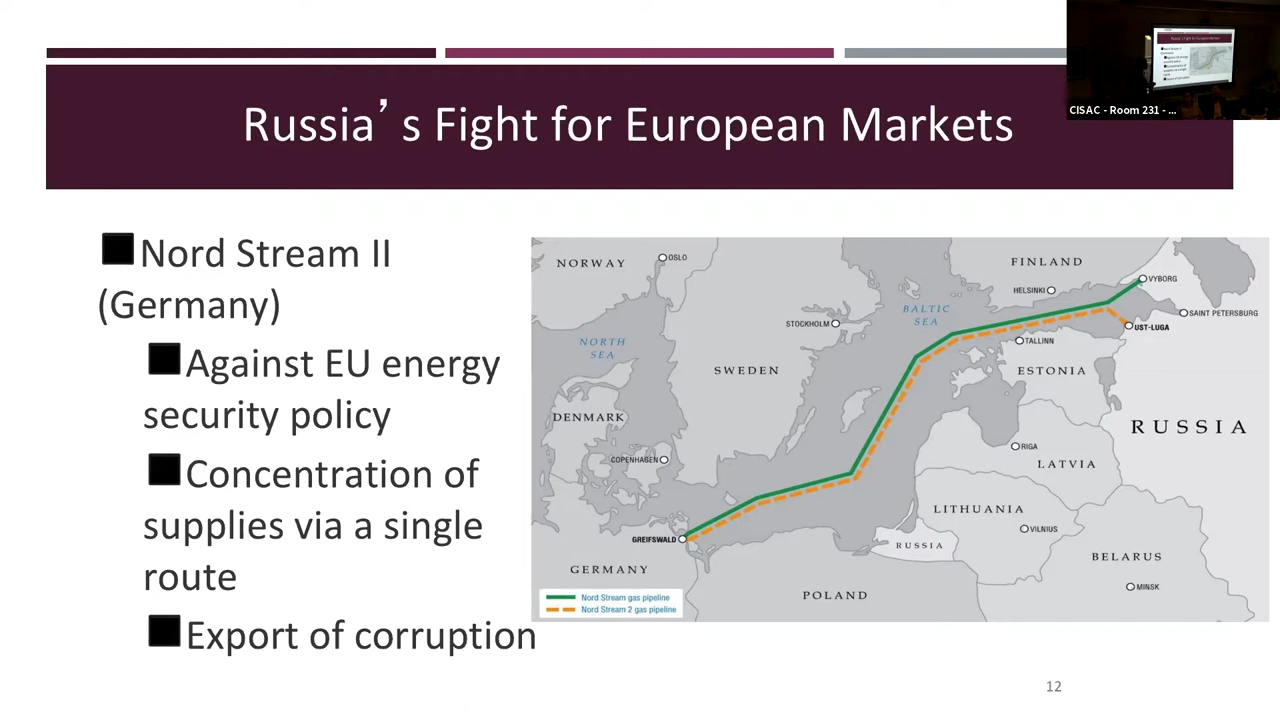 Russia’s Fight for European Markets
CISAC - Room 231 - ...
Nord Stream II
(Germany)
Against EU energy
security policy
Concentration of
supplies via a single
route
Export of corruption
NORWAY
OSLO
FINLAND
VYBORG
HELSINKI
BALTIC
SEA
SAINT PETERSBURG
STOCKHOLM
UST-LUGA
NORTH
SEA
TALLINN
SWEDEN
ESTONIA
DENMARK
RUSSIA
RIGA
COPENHAGEN
LATVIA
LITHUANIA
VILNIUS
GREIFSWALD
RUSSIA
BELARUS
GERMANY
MINSK
POLAND
Nord Stream gas pipeline
Nord Stream 2 gas pipeline
12